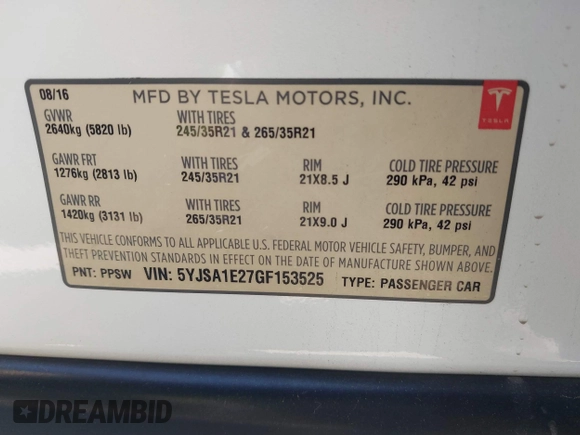 08/16 MFD BY TESLA MOTORS, INC.
GVWR WITH TIRES
2640kg (5820 lb) 245/35R21 & 265/35R21
TESLA
GAWR FRT WITH TIRES RIM COLD TIRE PRESSURE
1276kg (2813 lb) 245/35R21 21X8.5 J 290 kPa, 42 psi
GAWR RR WITH TIRES RIM COLD TIRE PRESSURE
1420kg (3131 lb) 265/35R21 21X9.0 J 290 kPa, 42 psi
THIS VEHICLE CONFORMS TO ALL APPLICABLE U.S. FEDERAL MOTOR VEHICLE SAFETY, BUMPER, AND
THEFT PREVENTION STANDARDS IN EFFECT ON THE DATE OF MANUFACTURE SHOWN ABOVE.
PNT: PPSW VIN: 5YJSA1E27GF153525 TYPE: PASSENGER CAR
DREAMBID